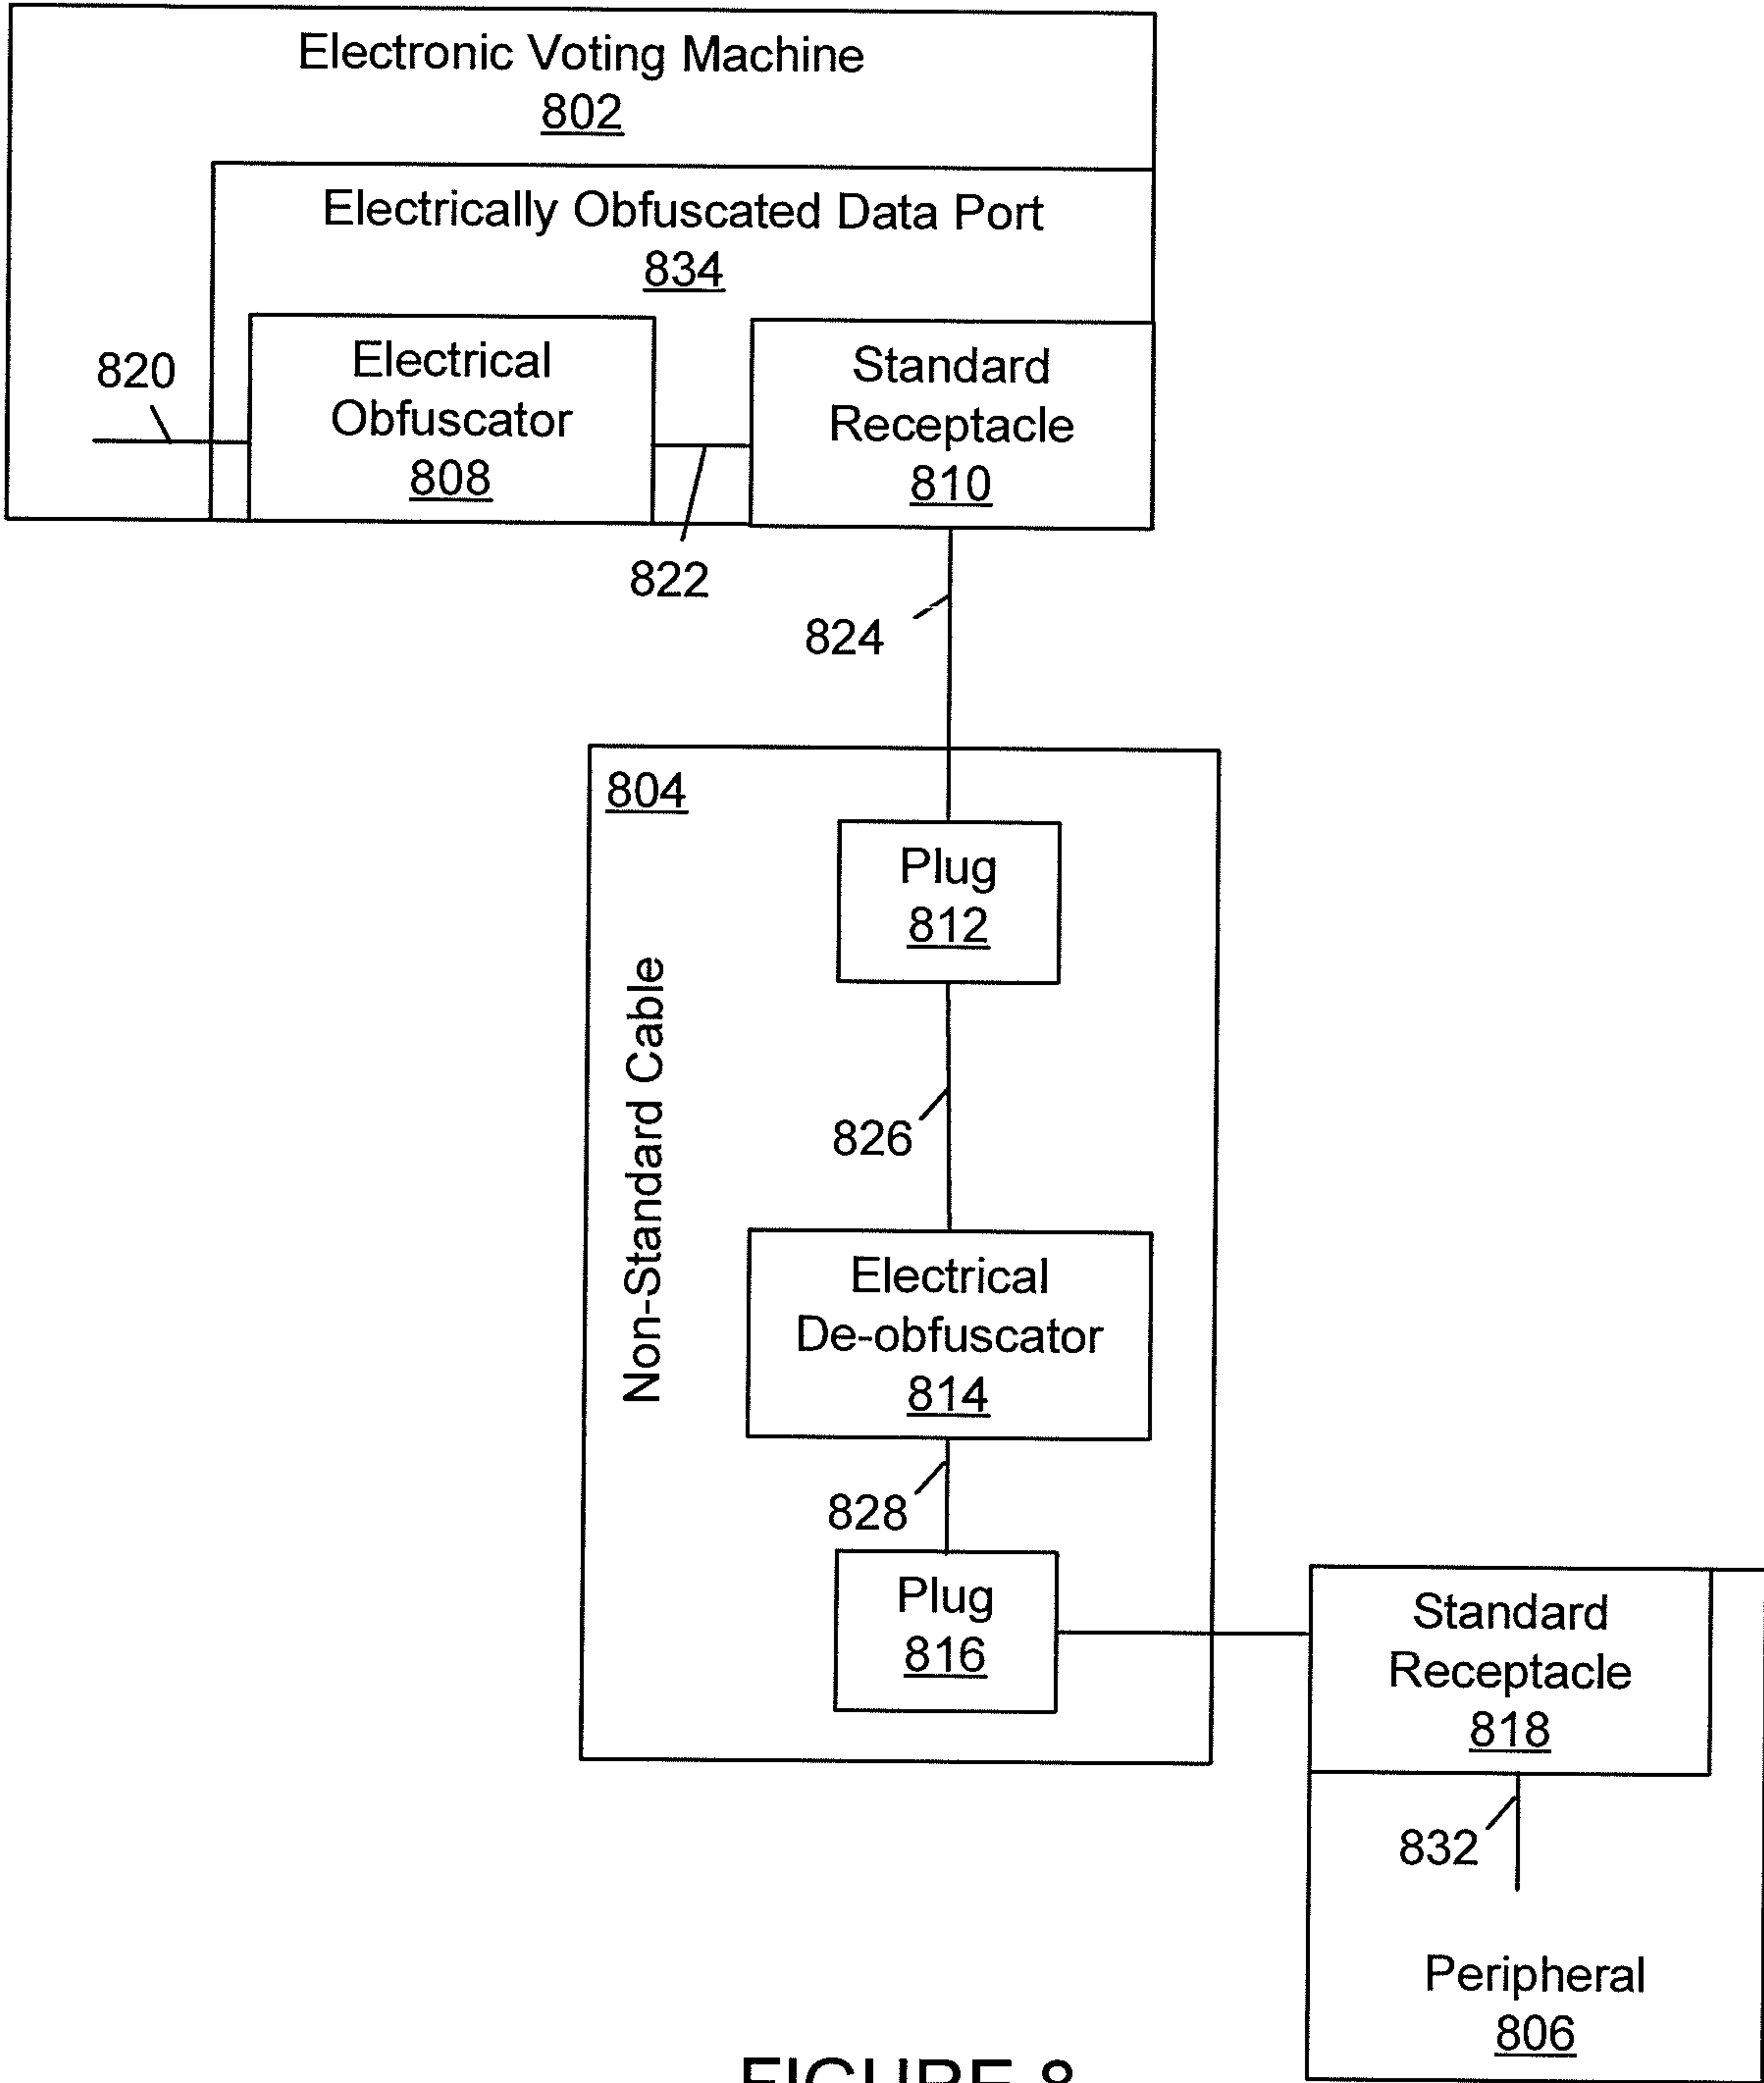 Electronic Voting Machine
802
Electrically Obfuscated Data Port
834
820
Electrical
Obfuscator
808
Standard
Receptacle
810
822
824
804
Plug
812
Non-Standard Cable
826
Electrical
De-obfuscator
814
828
Plug
816
Standard
Receptacle
818
832
Peripheral
806
FIGURE 8